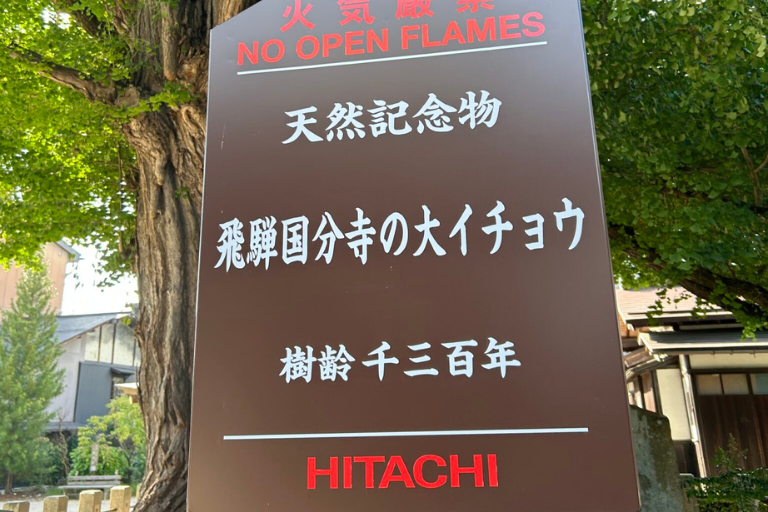 火気厳禁
NO OPEN FLAMES
天然記念物
飛騨国分寺の大イチョウ
樹齢千三百年
HITACHI